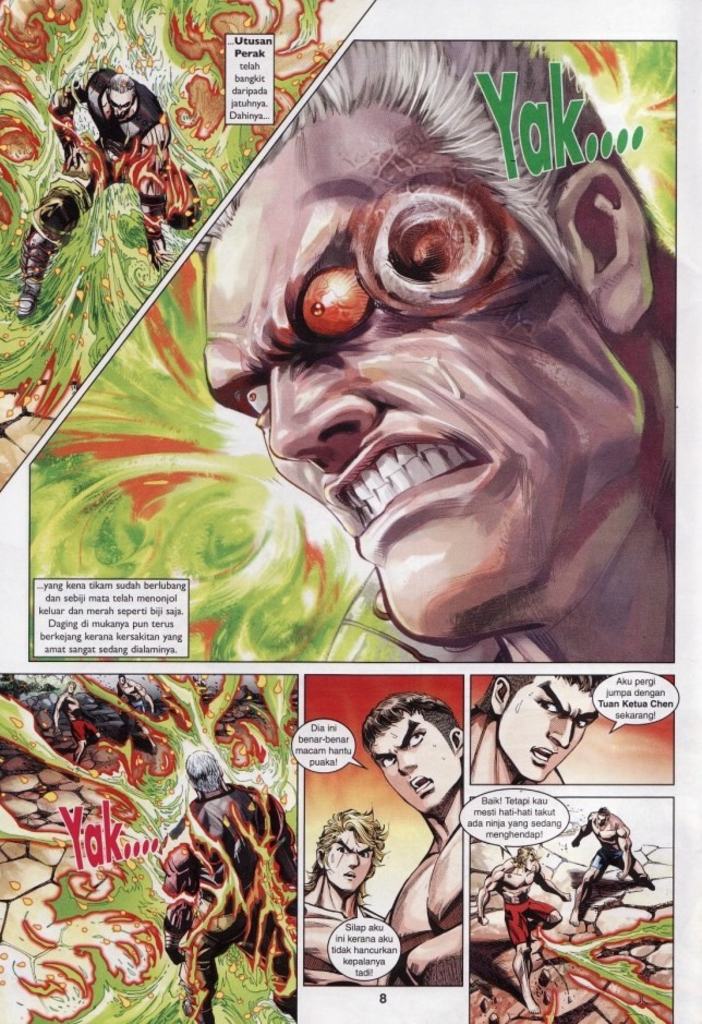 ...Utusan
Perak
telah
bangkit
daripada
jatuhnya.
Dahinya...
Yak....
...yang kena tikam sudah berlubang
dan sebiji mata telah menonjol
keluar dan merah seperti biji saja.
Daging di mukanya pun terus
berkejang kerana kersakitan yang
amat sangat sedang dialaminya.
Yak....
Dia ini
benar-benar
macam hantu
puaka!
Silap aku
ini kerana aku
tidak hancurkan
kepalanya
tadi!
Aku pergi
jumpa dengan
Tuan Ketua Chen
sekarang!
Baik! Tetapi kau
mesti hati-hati takut
ada ninja yang sedang
menghendap!
8